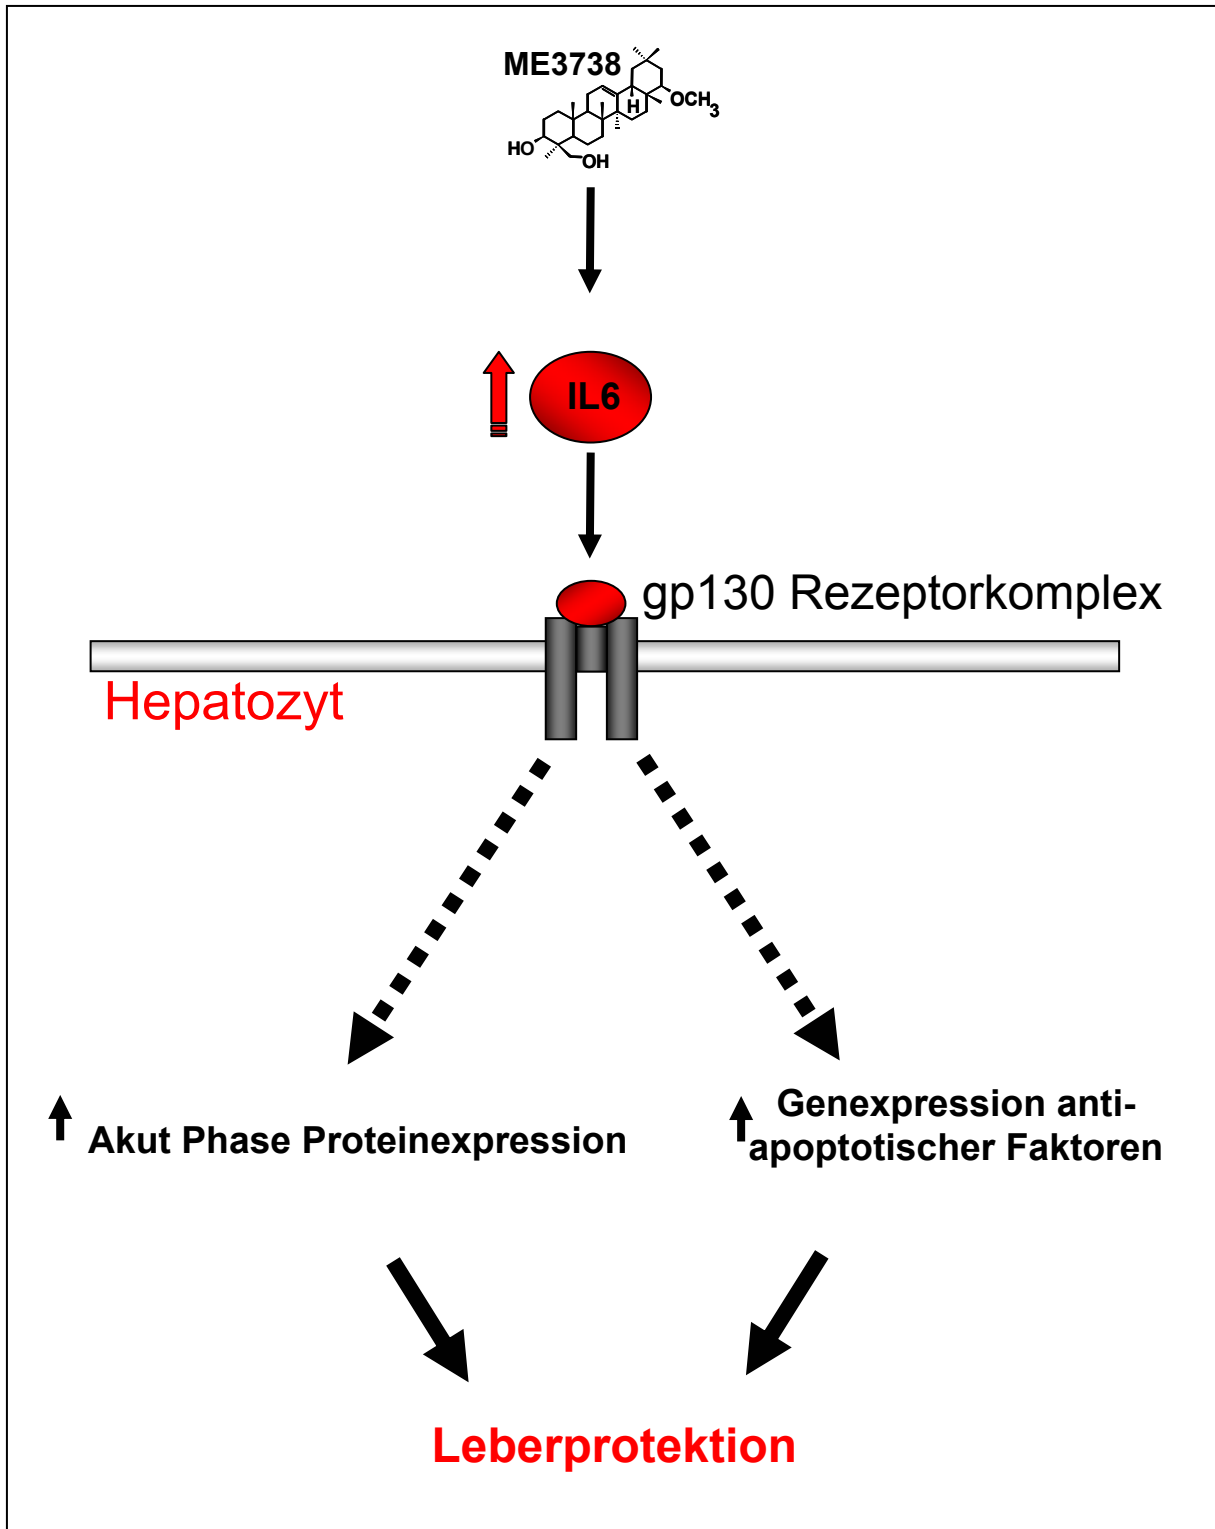 ME3738
H
OCH3
HO
OH
IL6
gp130 Rezeptorkomplex
Hepatozyt
Akut Phase Proteinexpression
Genexpression anti-
apoptotischer Faktoren
Leberprotektion